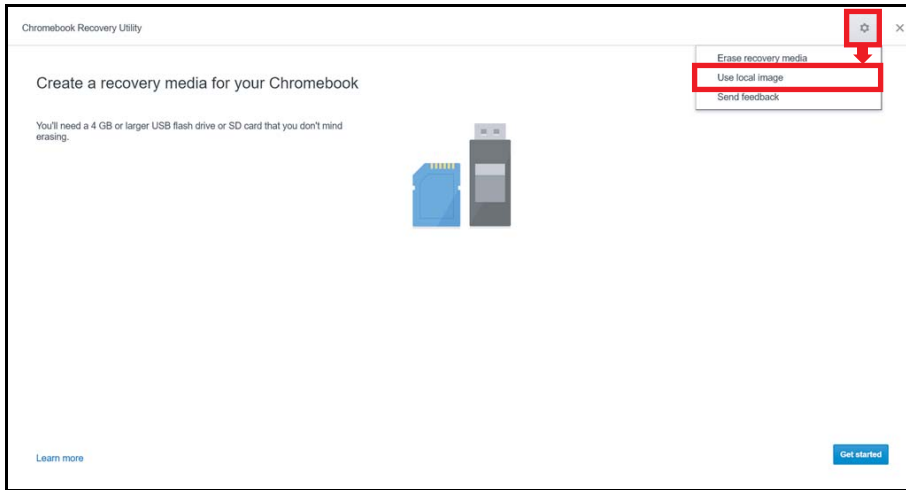 Chromebook Recovery Utility
Erase recovery media
Create a recovery media for your Chromebook
Use local image
Send feedback
You'll need a 4 GB or larger USB flash drive or SD card that you don't mind
erasing.
Learn more
Get started